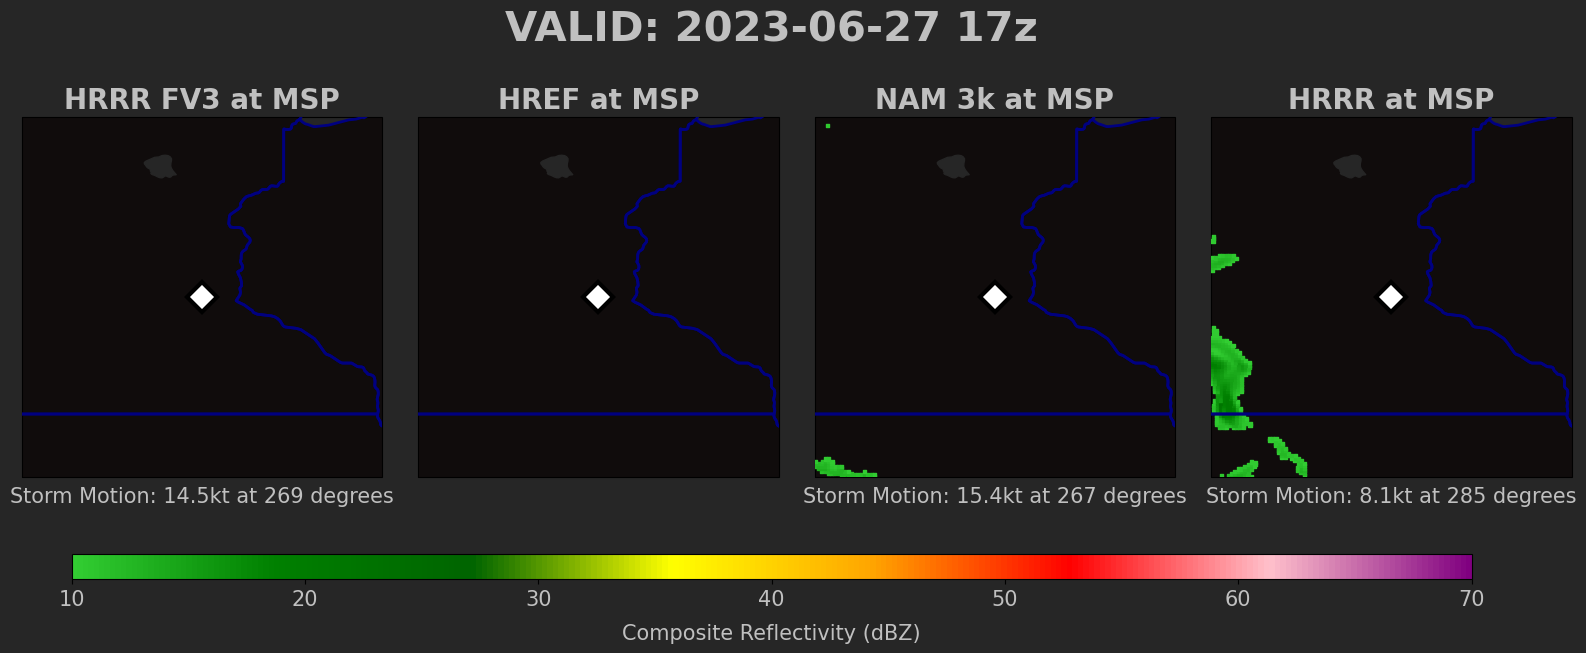 VALID: 2023-06-27 17z
HRRR FV3 at MSP
HREF at MSP
NAM 3k at MSP
HRRR at MSP
Storm Motion: 14.5kt at 269 degrees
Storm Motion: 15.4kt at 267 degrees
Storm Motion: 8.1kt at 285 degrees
10 20 30 40 50 60 70
Composite Reflectivity (dBZ)